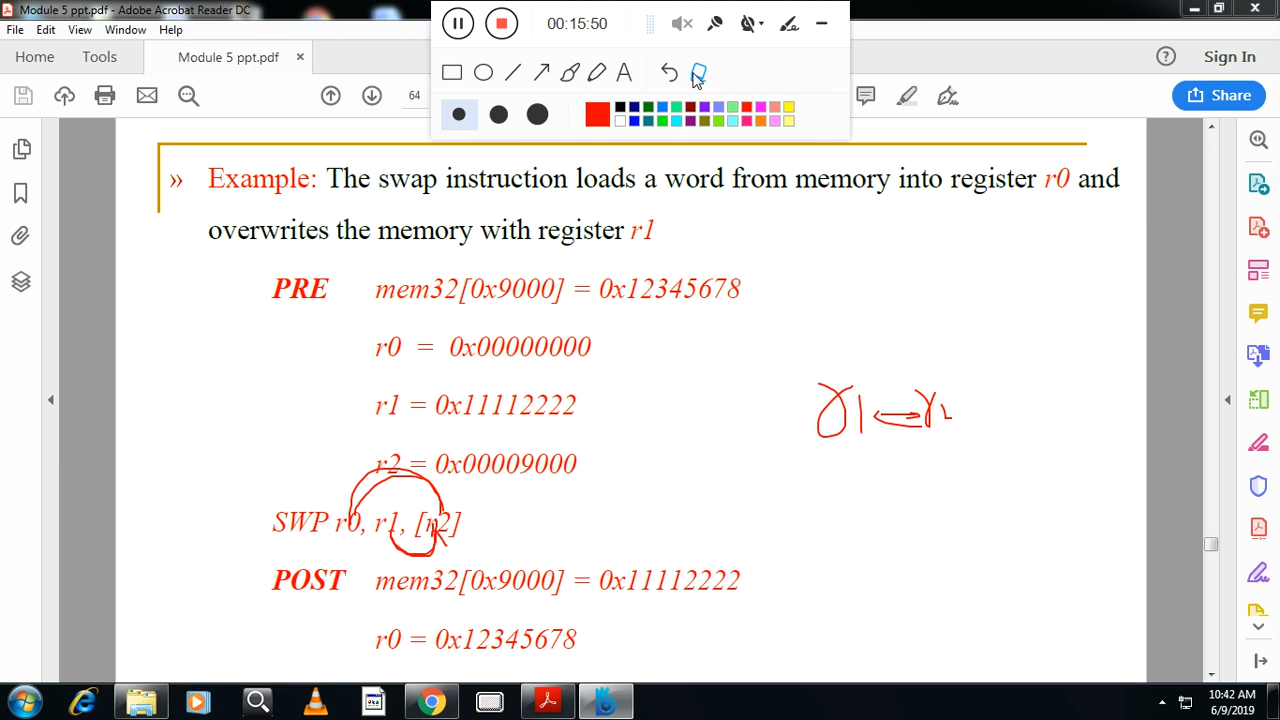 Module 5 ppt.pdf - Adobe Acrobat Reader DC
00:15:50
File Edit View Window Help
Home Tools Module 5 ppt.pdf × Sign In
A
64 Share
» Example: The swap instruction loads a word from memory into register r0 and
overwrites the memory with register r1
PRE mem32[0x9000] = 0x12345678
r0 = 0x00000000
r1 = 0x11112222
r1 r2
r2 = 0x00009000
SWP r0, r1, [r2]
POST mem32[0x9000] = 0x11112222
r0 = 0x12345678
10:42 AM
6/9/2019